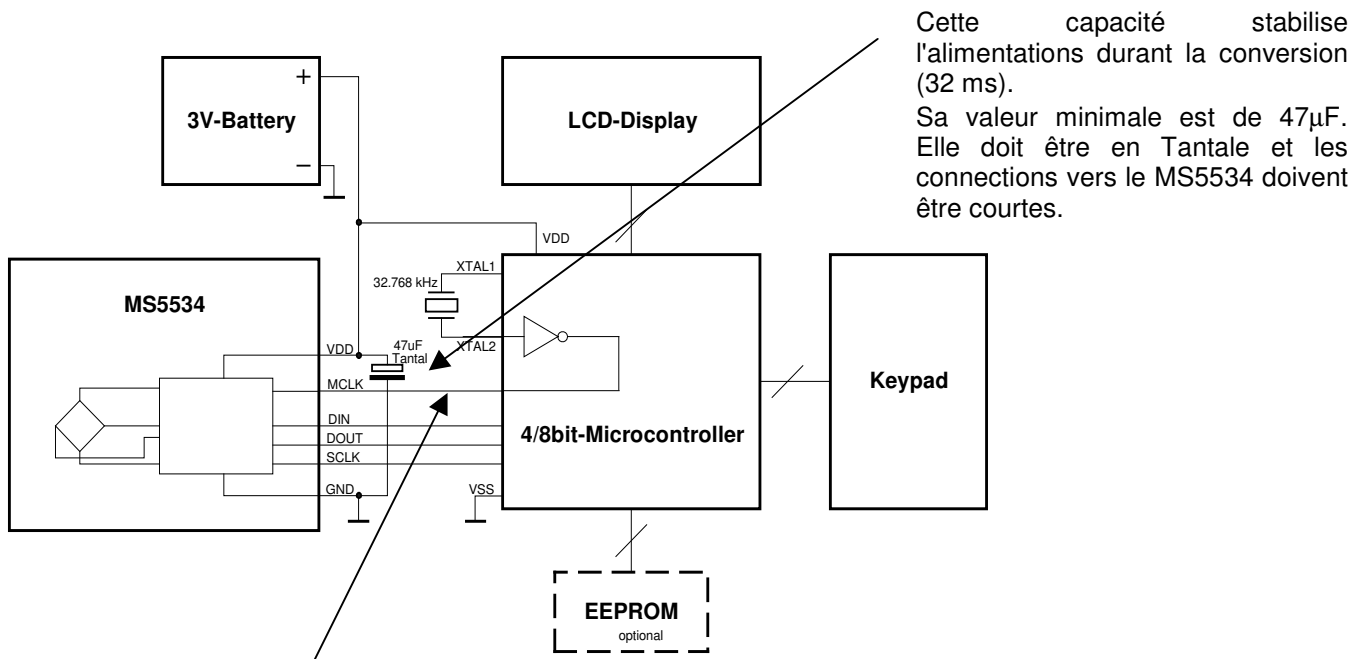 Cette capacité stabilise
l'alimentations durant la conversion
(32 ms).
Sa valeur minimale est de 47µF.
Elle doit être en Tantale et les
connections vers le MS5534 doivent
être courtes.
+
3V-Battery
−
LCD-Display
VDD
XTAL1
32.768 kHz
MS5534
XTAL2
VDD
47uF
Tantal
MCLK
Keypad
DIN
DOUT
4/8bit-Microcontroller
SCLK
GND
VSS
EEPROM
optional